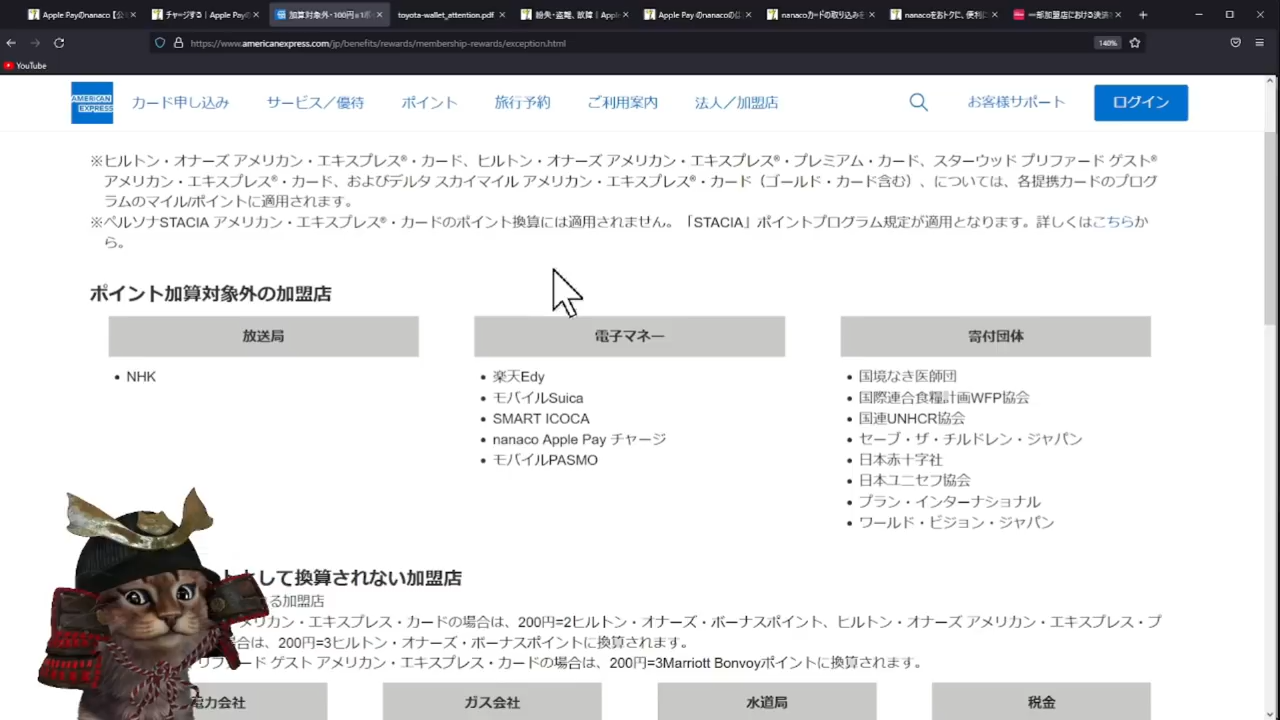 Apple Payのnanaco【公
チャージする | Apple Payの
加算対象外-100円=1ポイ
toyota-wallet_attention.pdf
紛失・盗難、故障 | Apple
Apple Pay のnanacoの
nanacoカードの取り込みを
nanacoをおトクに、便利に
一部加盟店における決済
https://www.americanexpress.com/jp/benefits/rewards/membership-rewards/exception.html
140%
YouTube
AMERICAN EXPRESS
カード申し込み
サービス／優待
ポイント
旅行予約
ご利用案内
法人／加盟店
お客様サポート
ログイン
※ヒルトン・オナーズ アメリカン・エキスプレス®・カード、ヒルトン・オナーズ アメリカン・エキスプレス®・プレミアム・カード、スターウッド プリファード ゲスト®
アメリカン・エキスプレス®・カード、およびデルタ スカイマイル アメリカン・エキスプレス®・カード（ゴールド・カード含む）、については、各提携カードのプログ
ラムのマイル/ポイントに適用されます。
※ペルソナSTACIA アメリカン・エキスプレス®・カードのポイント換算には適用されません。「STACIA」ポイントプログラム規定が適用となります。詳しくはこちらか
ら。
ポイント加算対象外の加盟店
放送局
• NHK
電子マネー
• 楽天Edy
• モバイルSuica
• SMART ICOCA
• nanaco Apple Pay チャージ
• モバイルPASMO
寄付団体
• 国境なき医師団
• 国際連合食糧計画WFP協会
• 国連UNHCR協会
• セーブ・ザ・チルドレン・ジャパン
• 日本赤十字社
• 日本ユニセフ協会
• プラン・インターナショナル
• ワールド・ビジョン・ジャパン
として換算されない加盟店
る加盟店
メリカン・エキスプレス・カードの場合は、200円=2ヒルトン・オナーズ・ボーナスポイント、ヒルトン・オナーズ アメリカン・エキスプレス・プ
場合は、200円=3ヒルトン・オナーズ・ボーナスポイントに換算されます。
リファード ゲスト アメリカン・エキスプレス・カードの場合は、200円=3Marriott Bonvoyポイントに換算されます。
電力会社
ガス会社
水道局
税金